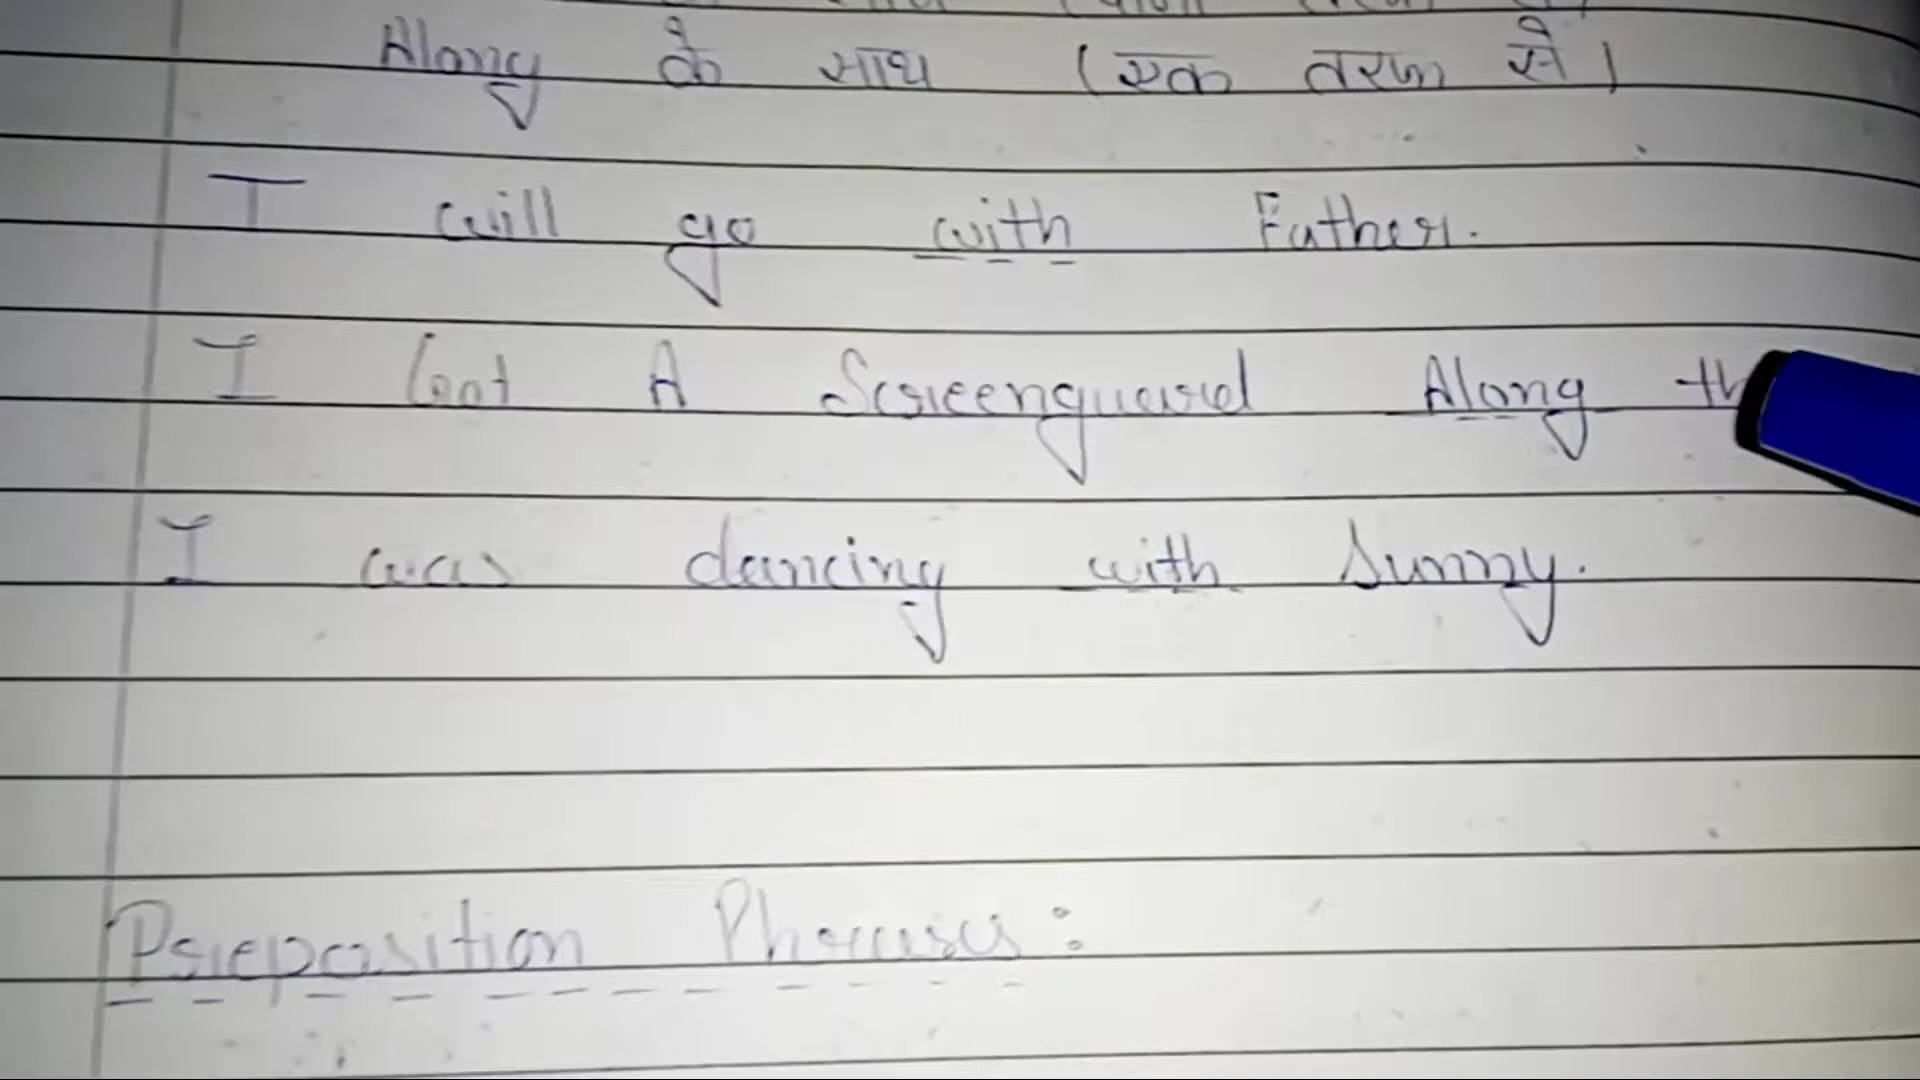 Along के साथ (एक तरफ से)
I will go with Father.
I Got A Screenguard Along
I was dancing with Sunny.
Preposition Phrases: